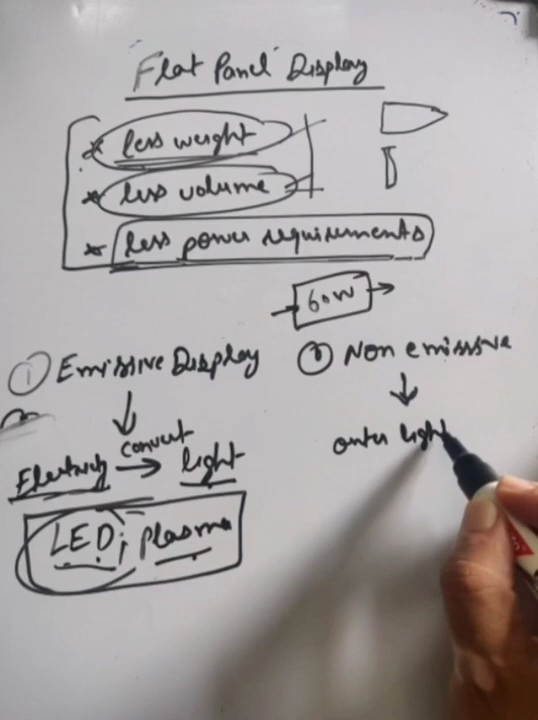 Flat Panel Display
* less weight
* less volume
* less power requirements
60W
① Emissive Display
② Non emissive
Electricity convert light
outer light
LED; plasma